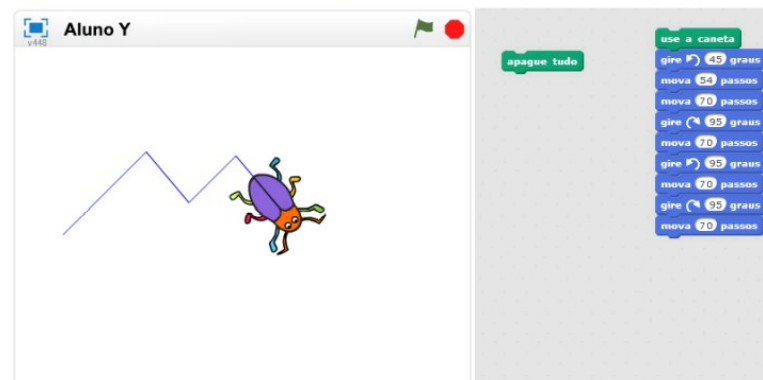 Aluno Y
v448
apague tudo
use a caneta
gire 45 graus
mova 54 passos
mova 70 passos
gire 95 graus
mova 70 passos
gire 95 graus
mova 70 passos
gire 95 graus
mova 70 passos